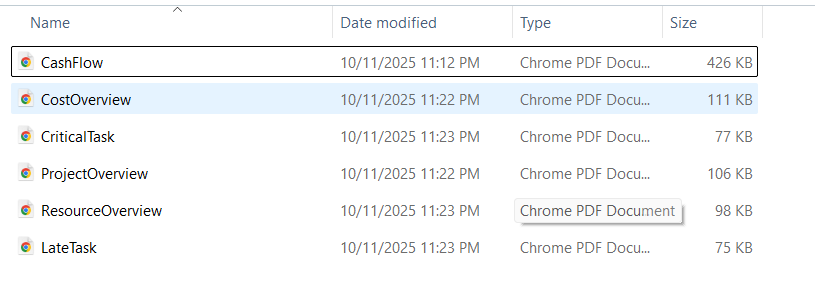 Name Date modified Type Size
CashFlow 10/11/2025 11:12 PM Chrome PDF Docu... 426 KB
CostOverview 10/11/2025 11:22 PM Chrome PDF Docu... 111 KB
CriticalTask 10/11/2025 11:23 PM Chrome PDF Docu... 77 KB
ProjectOverview 10/11/2025 11:22 PM Chrome PDF Docu... 106 KB
ResourceOverview 10/11/2025 11:23 PM Chrome PDF Document 98 KB
LateTask 10/11/2025 11:23 PM Chrome PDF Docu... 75 KB